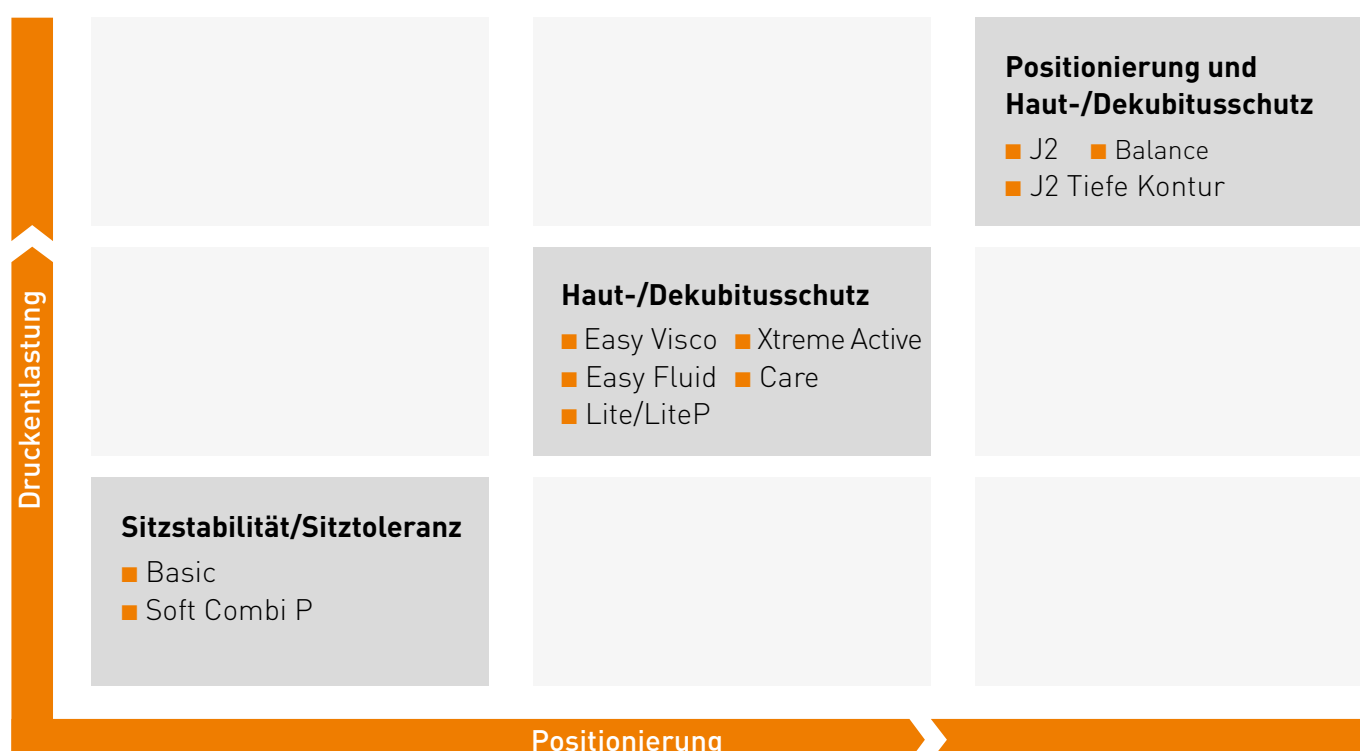 Positionierung und
Haut-/Dekubitusschutz
J2 Balance
J2 Tiefe Kontur
Druckentlastung
Haut-/Dekubitusschutz
Easy Visco Xtreme Active
Easy Fluid Care
Lite/LiteP
Sitzstabilität/Sitztoleranz
Basic
Soft Combi P
Positionierung